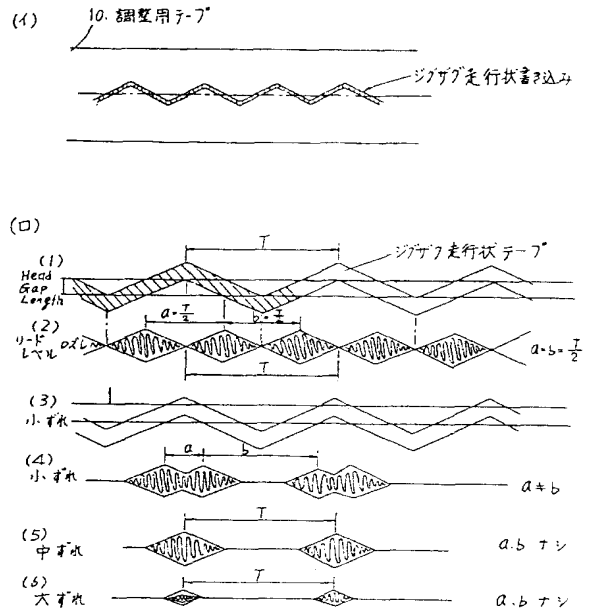 (イ)
10. 調整用テープ
ジグザグ走行状書き込み
(ロ)
(1)
Head
Gap
Length
T
ジグザグ走行状テープ
a=T/2
b=T/2
(2)
リード
レベル
0ズレ
T
a=b=T/2
(3)
小ずれ
(4)
小ずれ
a
b
a≠b
(5)
中ずれ
T
a.b ナシ
(6)
大ずれ
T
a.b ナシ